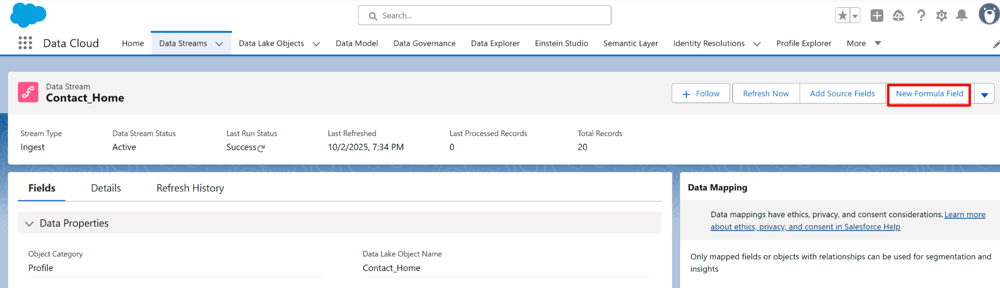 Search...
Data Cloud
Home
Data Streams
Data Lake Objects
Data Model
Data Governance
Data Explorer
Einstein Studio
Semantic Layer
Identity Resolutions
Profile Explorer
More
Data Stream
Contact_Home
Follow
Refresh Now
Add Source Fields
New Formula Field
Stream Type
Ingest
Data Stream Status
Active
Last Run Status
Success
Last Refreshed
10/2/2025, 7:34 PM
Last Processed Records
0
Total Records
20
Fields
Details
Refresh History
Data Properties
Object Category
Profile
Data Lake Object Name
Contact_Home
Data Mapping
Data mappings have ethics, privacy, and consent considerations. Learn more
about ethics, privacy, and consent in Salesforce Help
Only mapped fields or objects with relationships can be used for segmentation and
insights